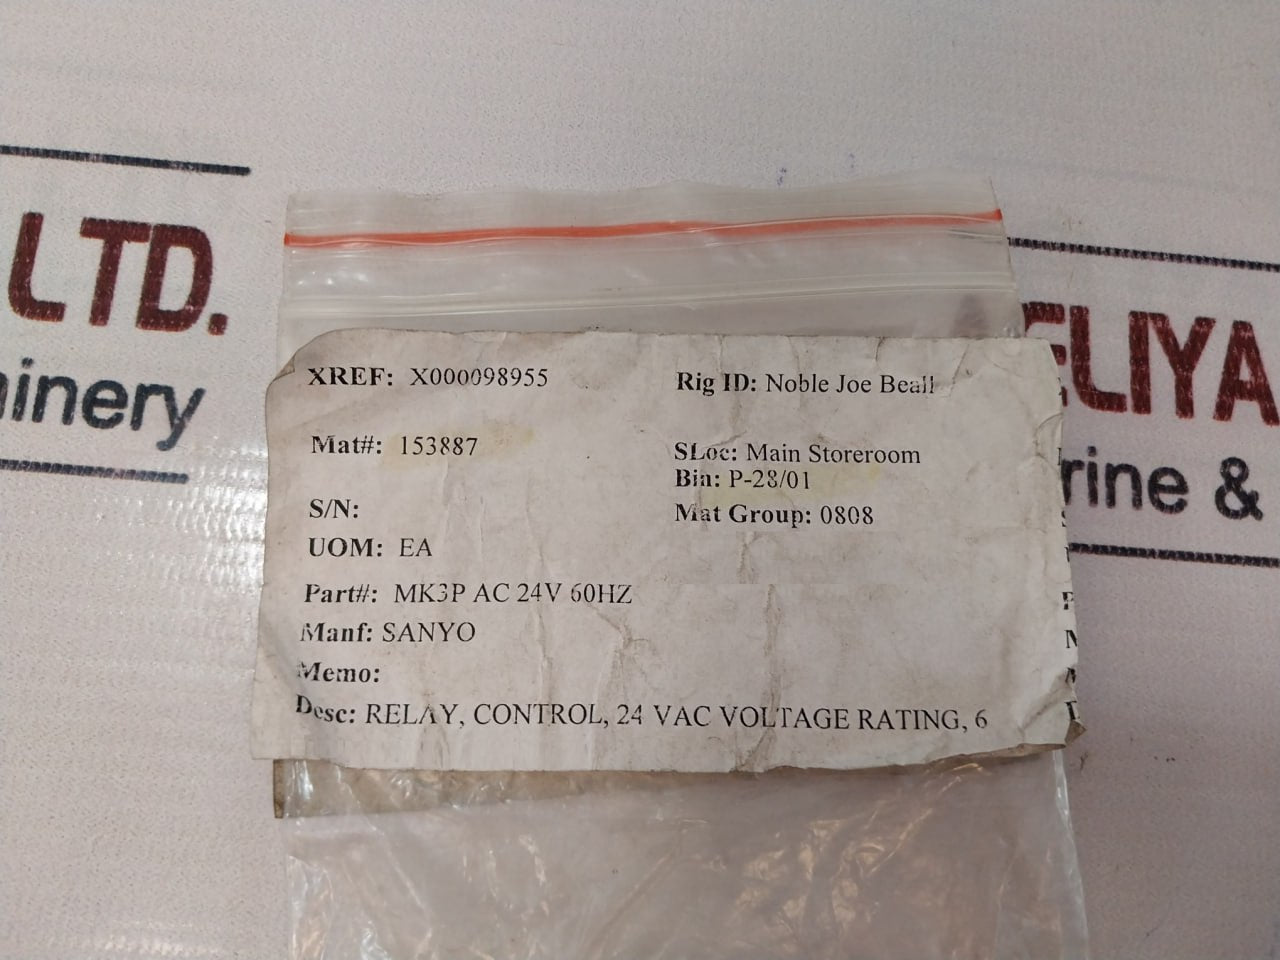 LTD.
inery
ELIYA
rine &
XREF: X000098955
Rig ID: Noble Joe Beall
Mat#: 153887
SLoc: Main Storeroom
Bin: P-28/01
S/N:
Mat Group: 0808
UOM: EA
Part#: MK3P AC 24V 60HZ
Manf: SANYO
Memo:
Desc: RELAY, CONTROL, 24 VAC VOLTAGE RATING, 6